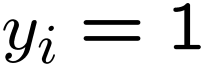 $y_i = 1$